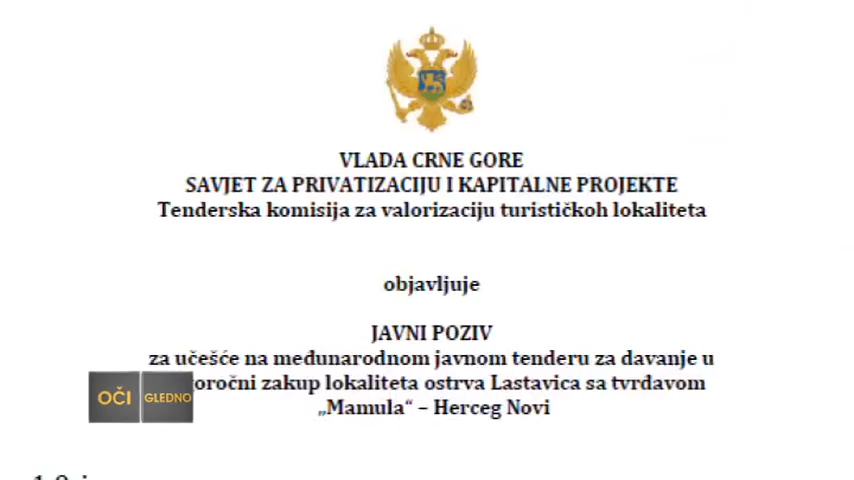 VLADA CRNE GORE
SAVJET ZA PRIVATIZACIJU I KAPITALNE PROJEKTE
Tenderska komisija za valorizaciju turističkoh lokaliteta
objavljuje
JAVNI POZIV
za učešće na međunarodnom javnom tenderu za davanje u
zakup lokaliteta ostrva Lastavica sa tvrđavom
„Mamula“ – Herceg Novi
OČI GLEDNO